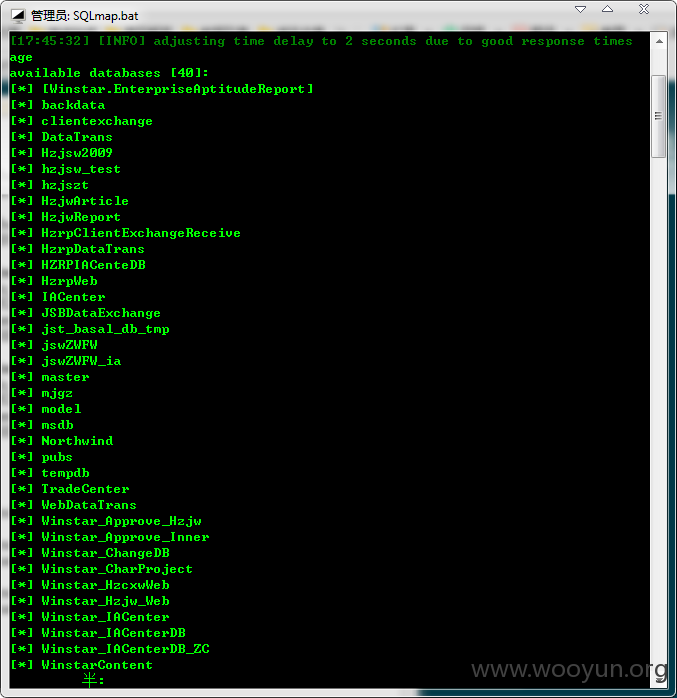 管理员: SQLmap.bat
[17:45:32] [INFO] adjusting time delay to 2 seconds due to good response times
age
available databases [40]:
[*] [Winstar.EnterpriseAptitudeReport]
[*] backdata
[*] clientexchange
[*] DataTrans
[*] Hzjsw2009
[*] hzjsw_test
[*] hzjszt
[*] HzjwArticle
[*] HzjwReport
[*] HzrpClientExchangeReceive
[*] HzrpDataTrans
[*] HZRPIACenteDB
[*] HzrpWeb
[*] IACenter
[*] JSBDataExchange
[*] jst_basal_db_tmp
[*] jswZWFW
[*] jswZWFW_ia
[*] master
[*] mjgz
[*] model
[*] msdb
[*] Northwind
[*] pubs
[*] tempdb
[*] TradeCenter
[*] WebDataTrans
[*] Winstar_Approve_Hzjw
[*] Winstar_Approve_Inner
[*] Winstar_ChangeDB
[*] Winstar_CharProject
[*] Winstar_HzcxwWeb
[*] Winstar_Hzjw_Web
[*] Winstar_IACenter
[*] Winstar_IACenterDB
[*] Winstar_IACenterDB_ZC
[*] WinstarContent
半:
www.wooyun.org